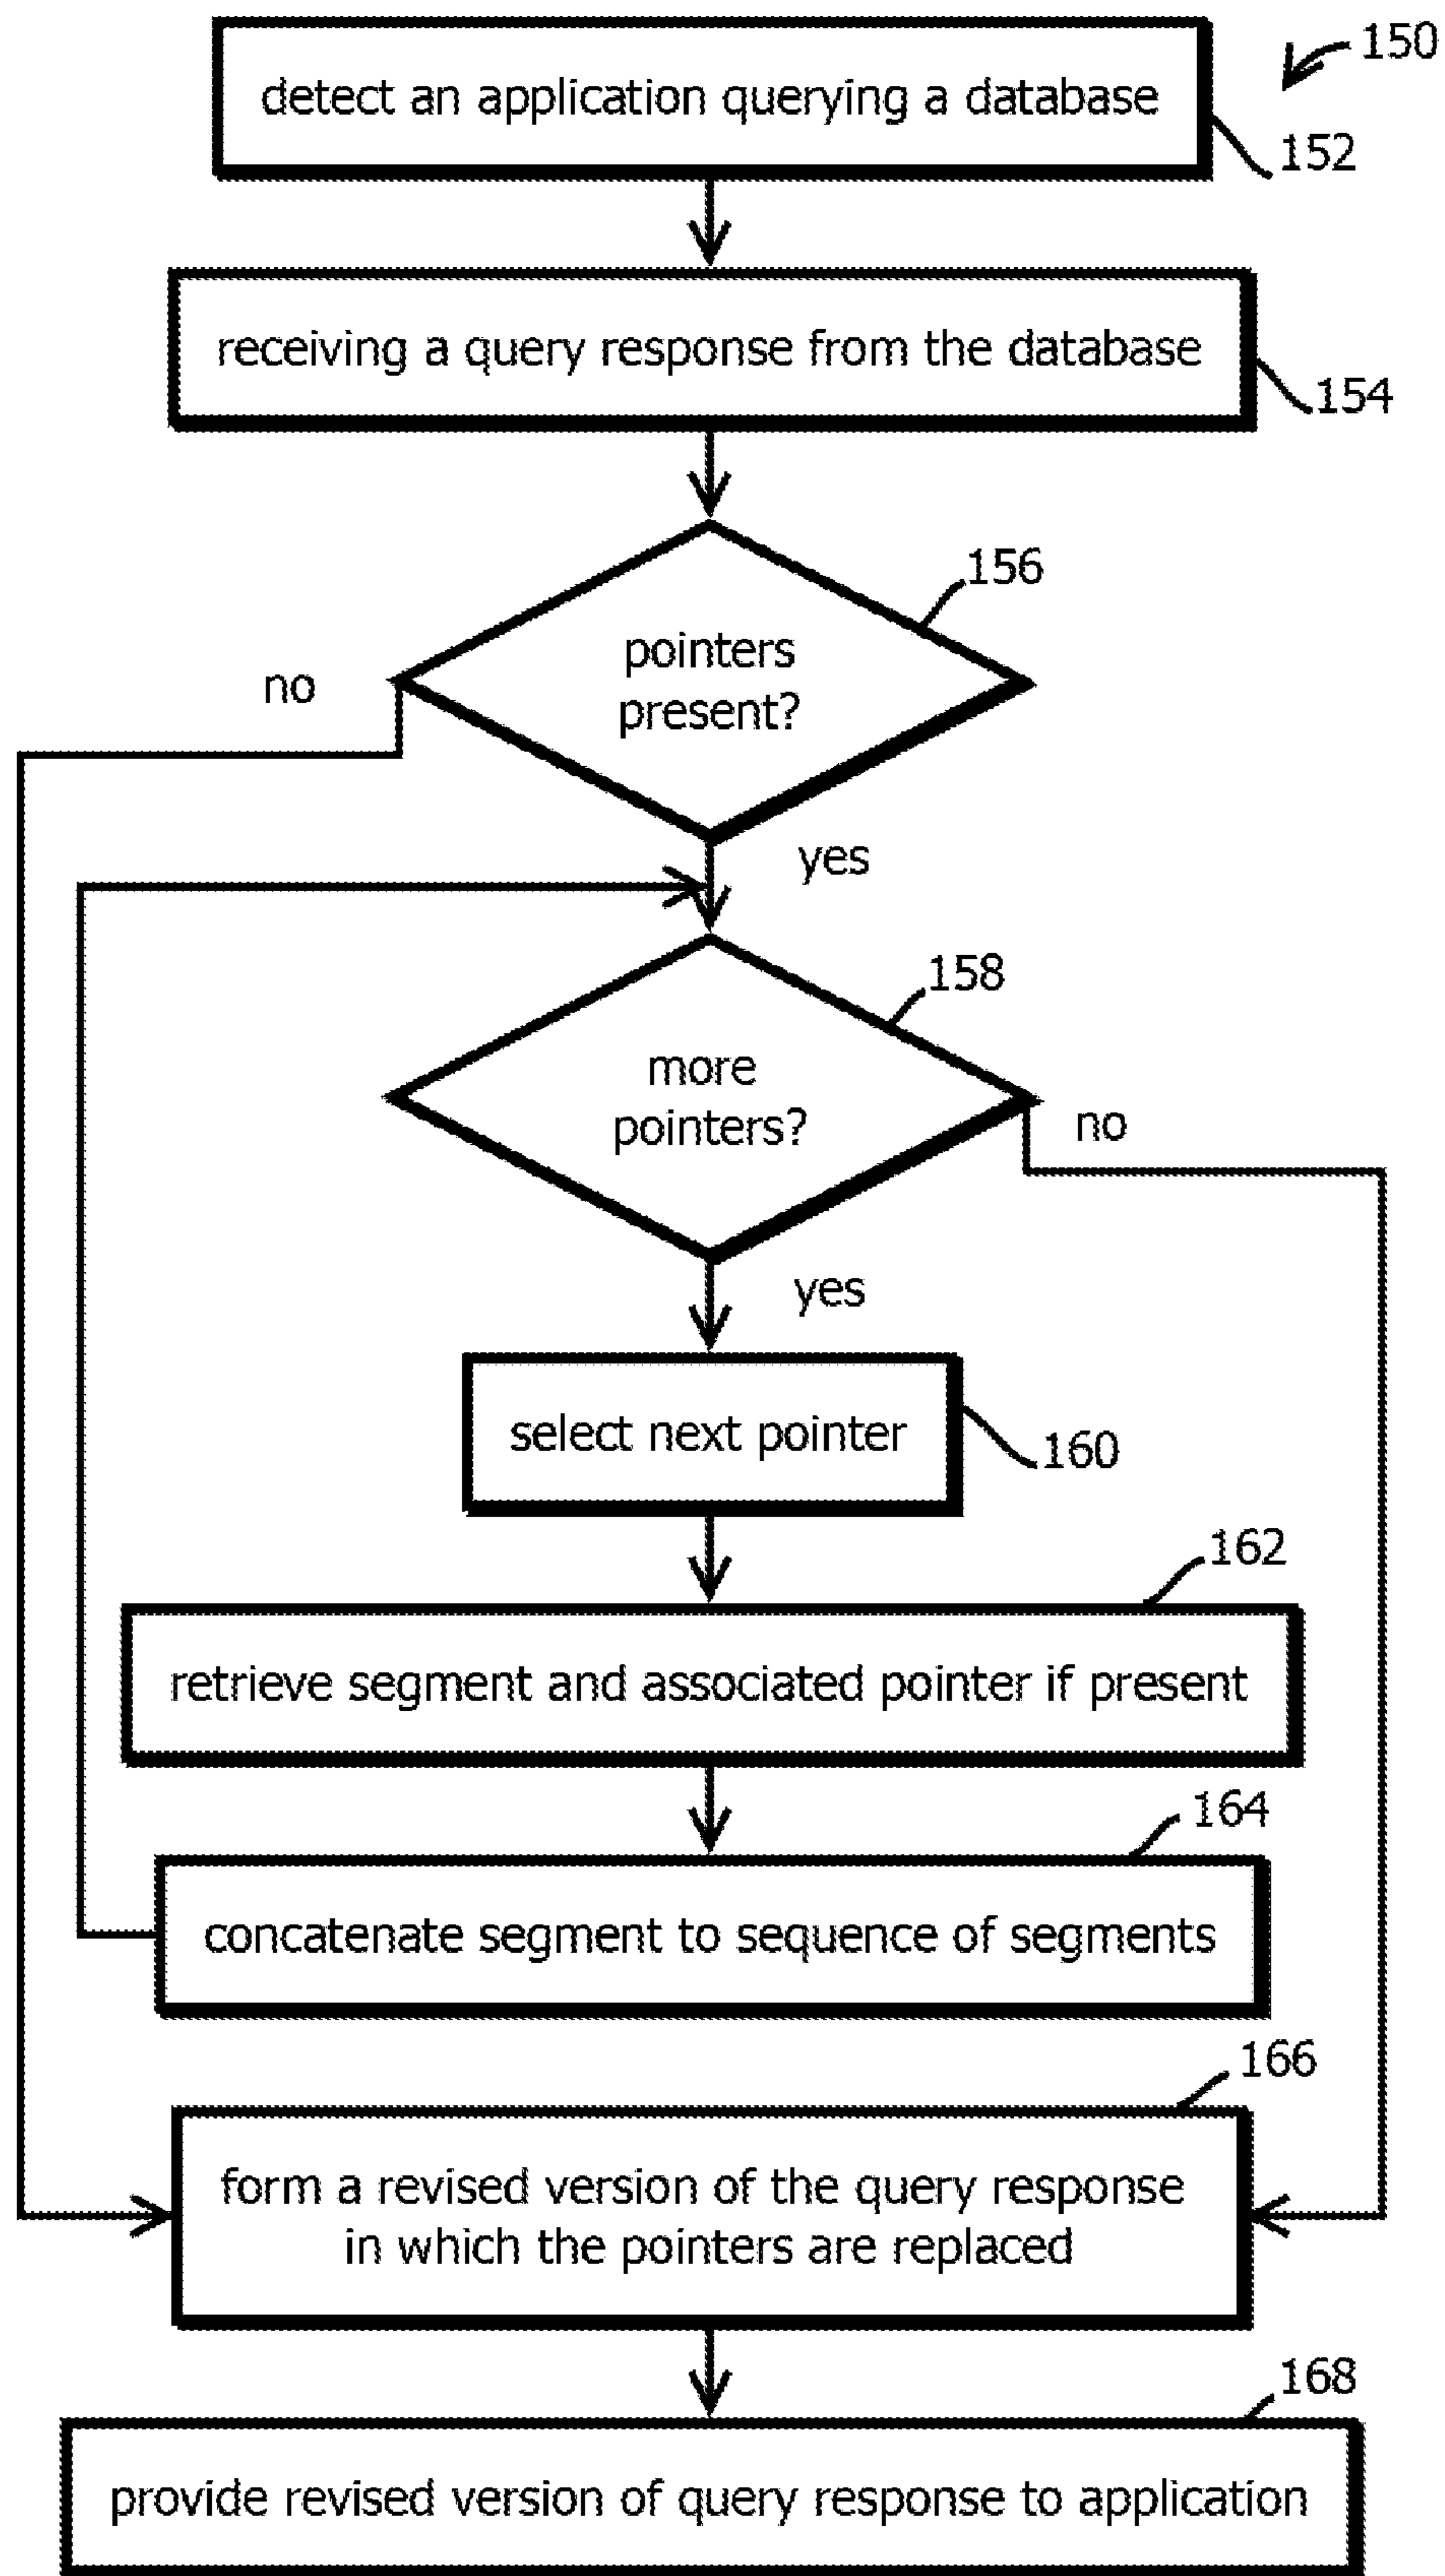 150
detect an application querying a database
152
receiving a query response from the database
154
156
pointers
present?
no
yes
158
more
pointers?
no
yes
select next pointer
160
162
retrieve segment and associated pointer if present
164
concatenate segment to sequence of segments
166
form a revised version of the query response
in which the pointers are replaced
168
provide revised version of query response to application